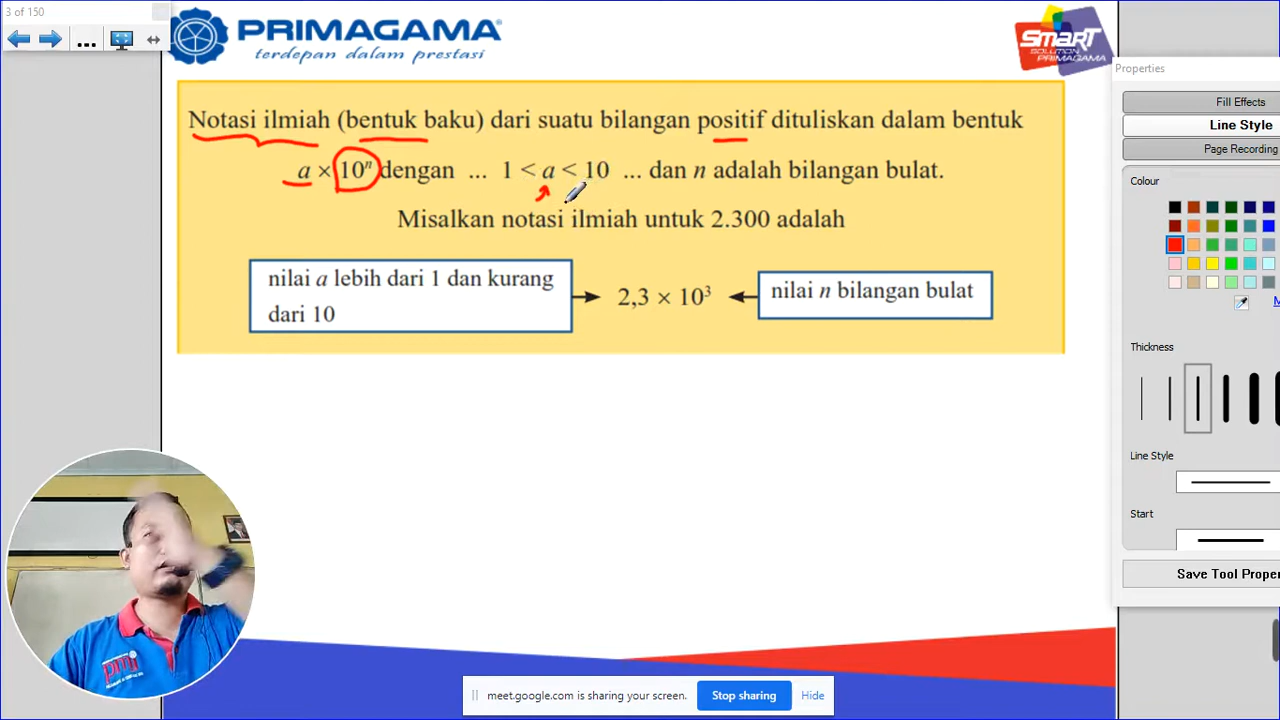 3 of 150
PRIMAGAMA
terdepan dalam prestasi
SMART
SOLUTION
PRIMAGAMA
Notasi ilmiah (bentuk baku) dari suatu bilangan positif dituliskan dalam bentuk
a × 10ⁿ dengan ... 1 < a < 10 ... dan n adalah bilangan bulat.
Misalkan notasi ilmiah untuk 2.300 adalah
nilai a lebih dari 1 dan kurang
dari 10
2,3 × 10³
nilai n bilangan bulat
Properties
Fill Effects
Line Style
Page Recording
Colour
M
Thickness
Line Style
Start
Save Tool Proper
meet.google.com is sharing your screen.
Stop sharing
Hide